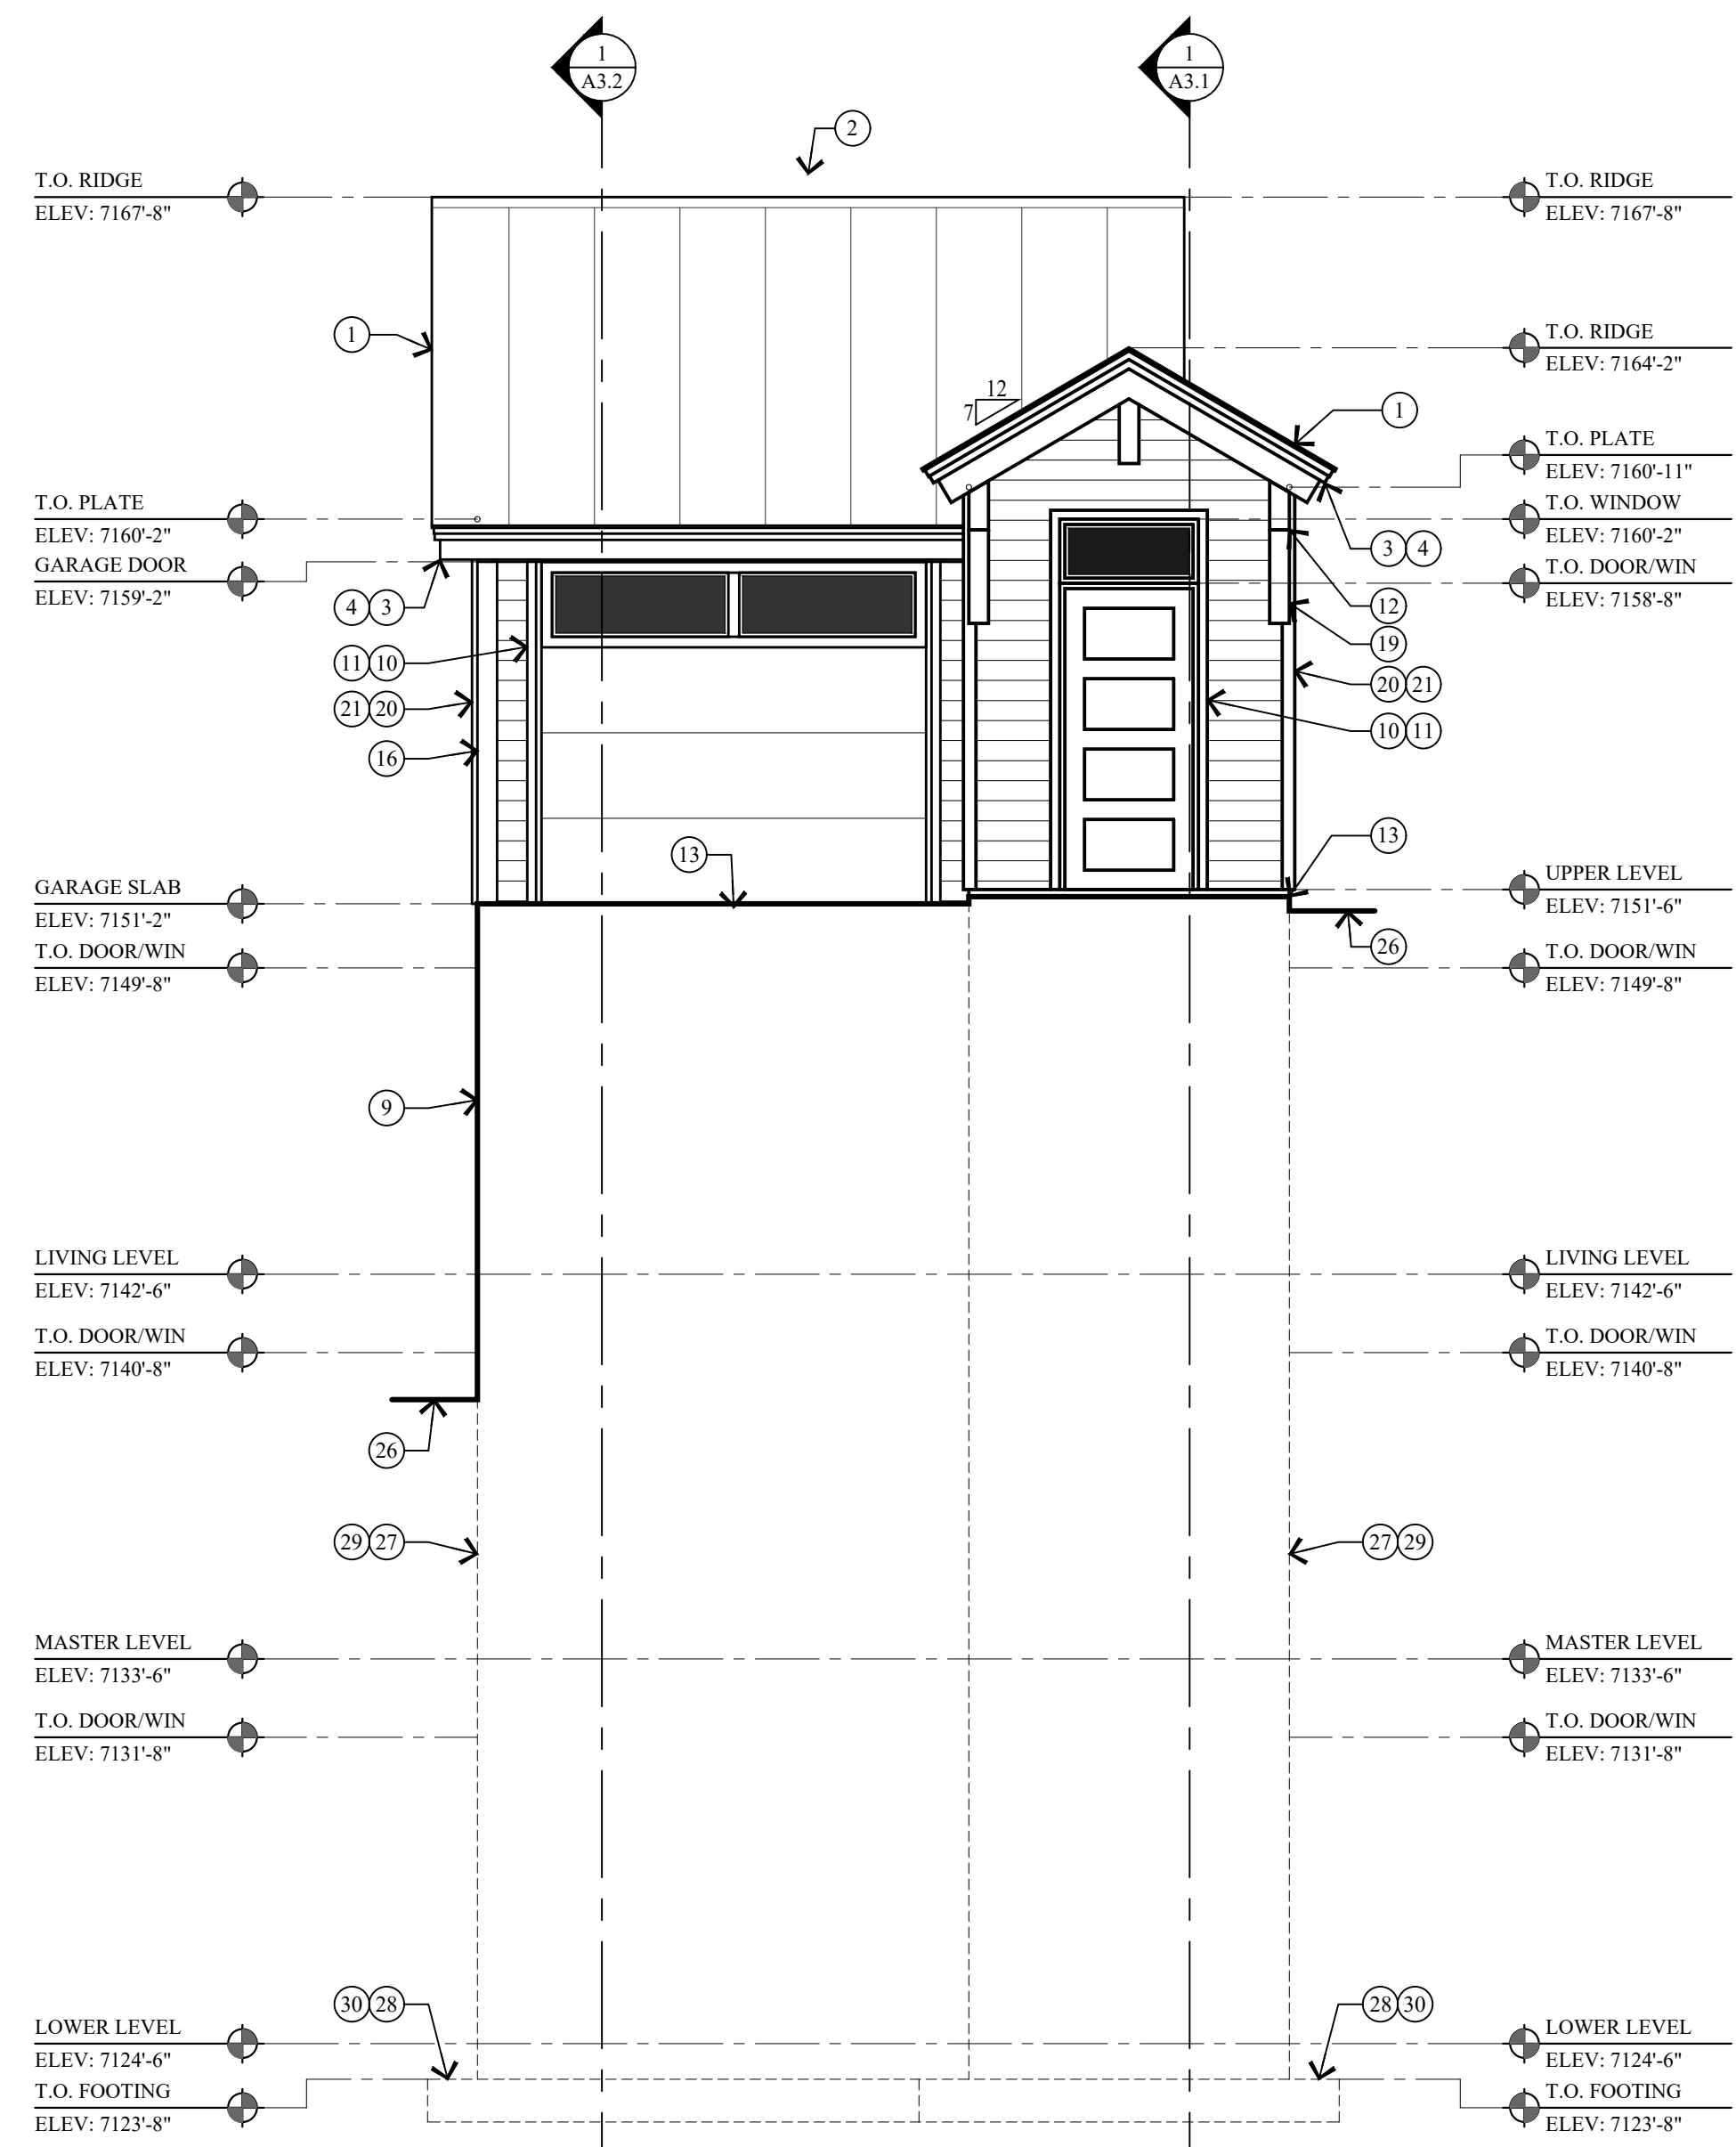 1
A3.2
1
A3.1
2
T.O. RIDGE
ELEV: 7167'-8"
T.O. RIDGE
ELEV: 7167'-8"
1
T.O. RIDGE
ELEV: 7164'-2"
12
7
1
T.O. PLATE
ELEV: 7160'-11"
T.O. PLATE
ELEV: 7160'-2"
T.O. WINDOW
ELEV: 7160'-2"
3 4
GARAGE DOOR
ELEV: 7159'-2"
T.O. DOOR/WIN
ELEV: 7158'-8"
4 3
12
19
11 10
20 21
21 20
10 11
16
13
13
GARAGE SLAB
ELEV: 7151'-2"
UPPER LEVEL
ELEV: 7151'-6"
26
T.O. DOOR/WIN
ELEV: 7149'-8"
T.O. DOOR/WIN
ELEV: 7149'-8"
9
LIVING LEVEL
ELEV: 7142'-6"
LIVING LEVEL
ELEV: 7142'-6"
T.O. DOOR/WIN
ELEV: 7140'-8"
T.O. DOOR/WIN
ELEV: 7140'-8"
26
29 27
27 29
MASTER LEVEL
ELEV: 7133'-6"
MASTER LEVEL
ELEV: 7133'-6"
T.O. DOOR/WIN
ELEV: 7131'-8"
T.O. DOOR/WIN
ELEV: 7131'-8"
30 28
28 30
LOWER LEVEL
ELEV: 7124'-6"
LOWER LEVEL
ELEV: 7124'-6"
T.O. FOOTING
ELEV: 7123'-8"
T.O. FOOTING
ELEV: 7123'-8"